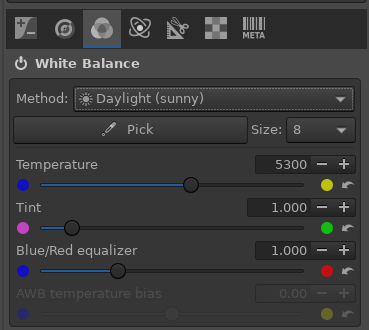 META
White Balance
Method: Daylight (sunny)
Pick Size: 8
Temperature 5300
Tint 1.000
Blue/Red equalizer 1.000
AWB temperature bias 0.00